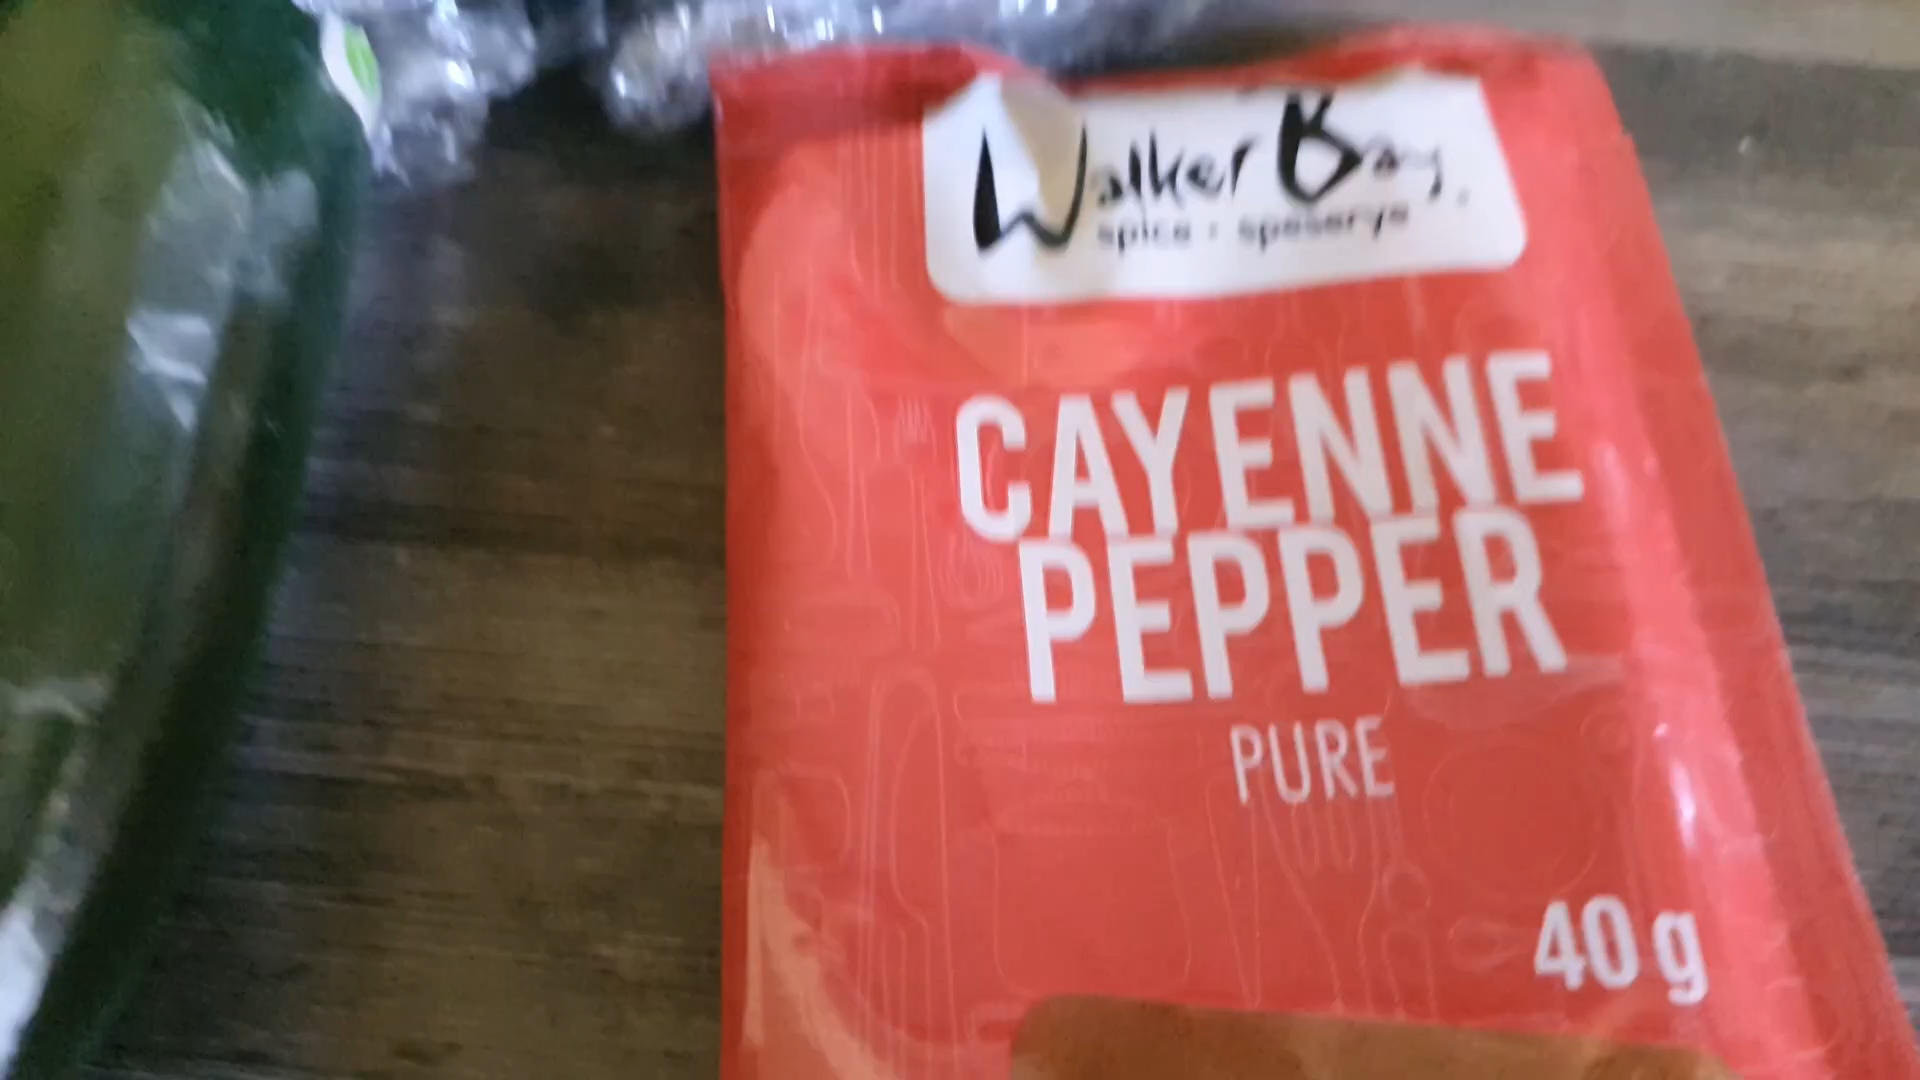 Walker Bay
spice · speserye
CAYENNE
PEPPER
PURE
40 g